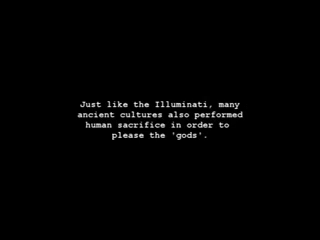 Just like the Illuminati, many
ancient cultures also performed
human sacrifice in order to
please the 'gods'.